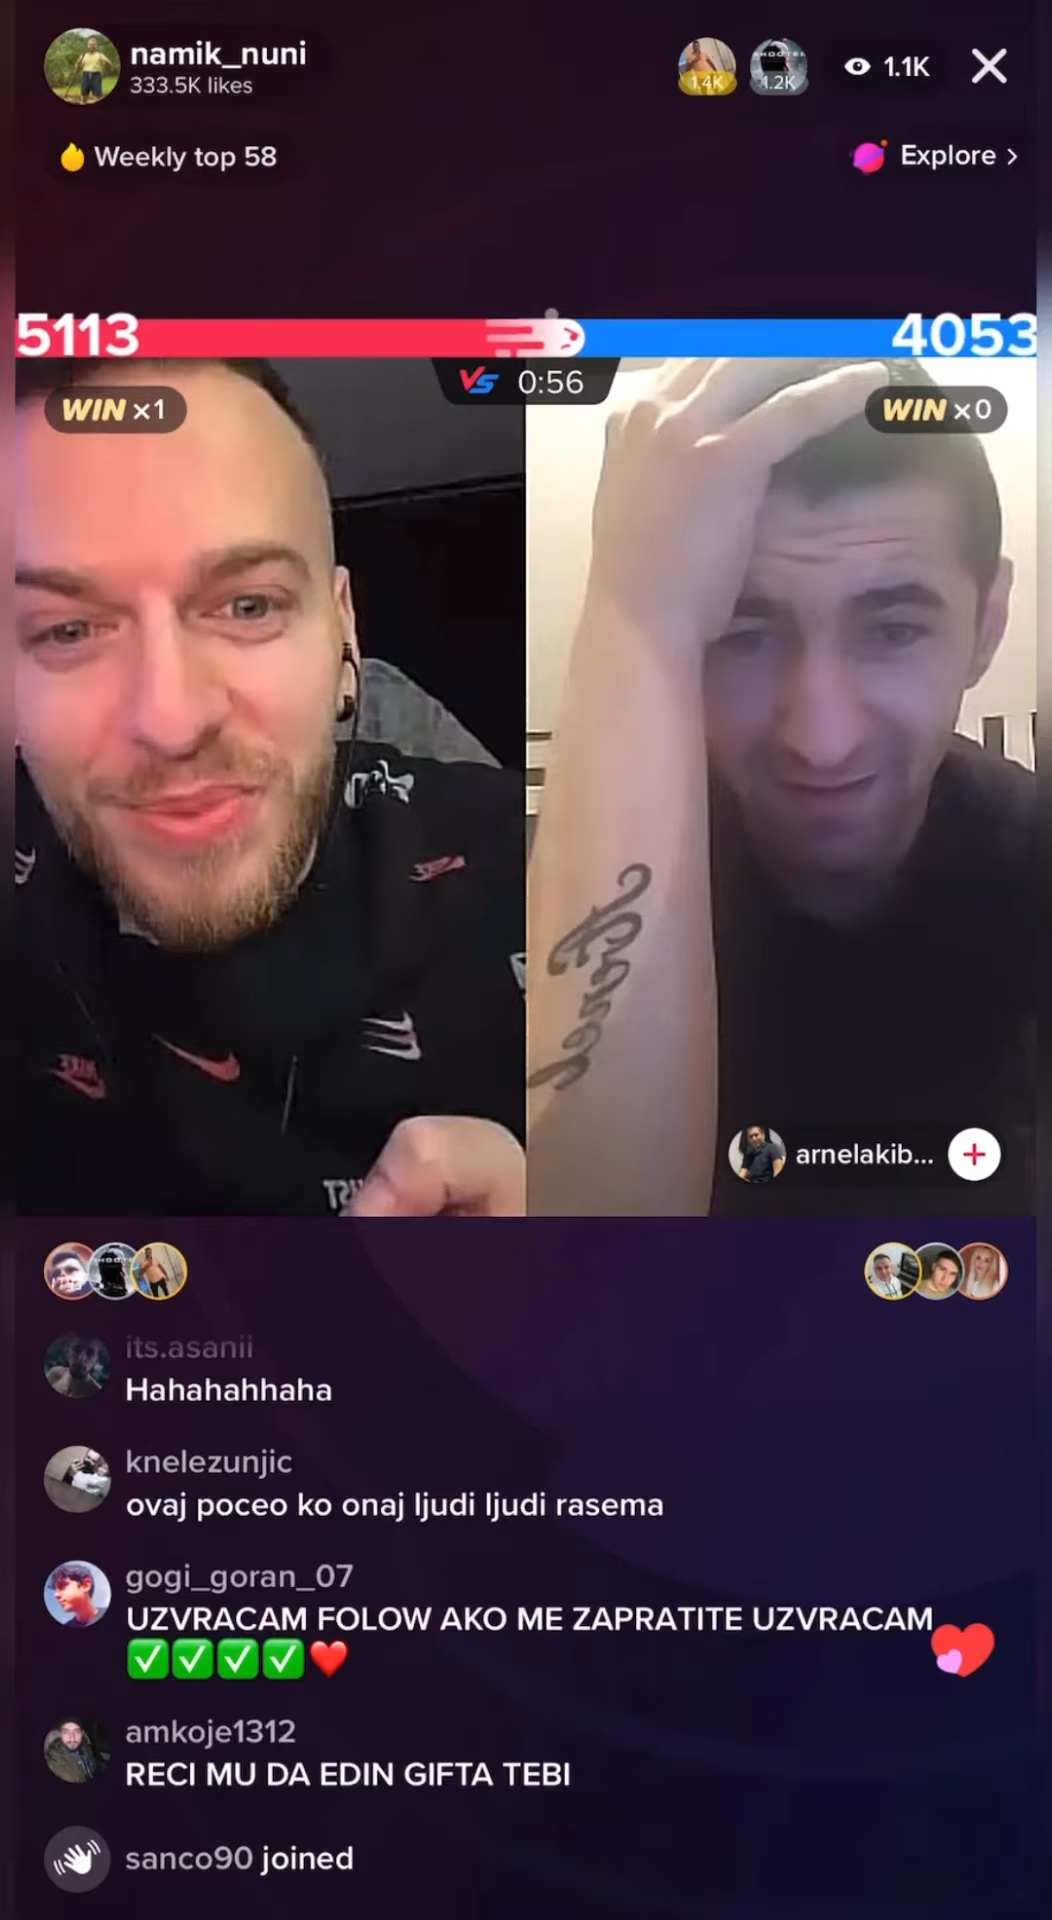 namik_nuni
333.5K likes
1.4K
1.2K
1.1K
Weekly top 58
Explore >
5113
4053
VS 0:56
WIN x1
WIN x0
arnelakib...
its.asanii
Hahahahhaha
knelezunjic
ovaj poceo ko onaj ljudi ljudi rasema
gogi_goran_07
UZVRACAM FOLOW AKO ME ZAPRATITE UZVRACAM
✅✅✅✅❤️
amkoje1312
RECI MU DA EDIN GIFTA TEBI
sanco90 joined